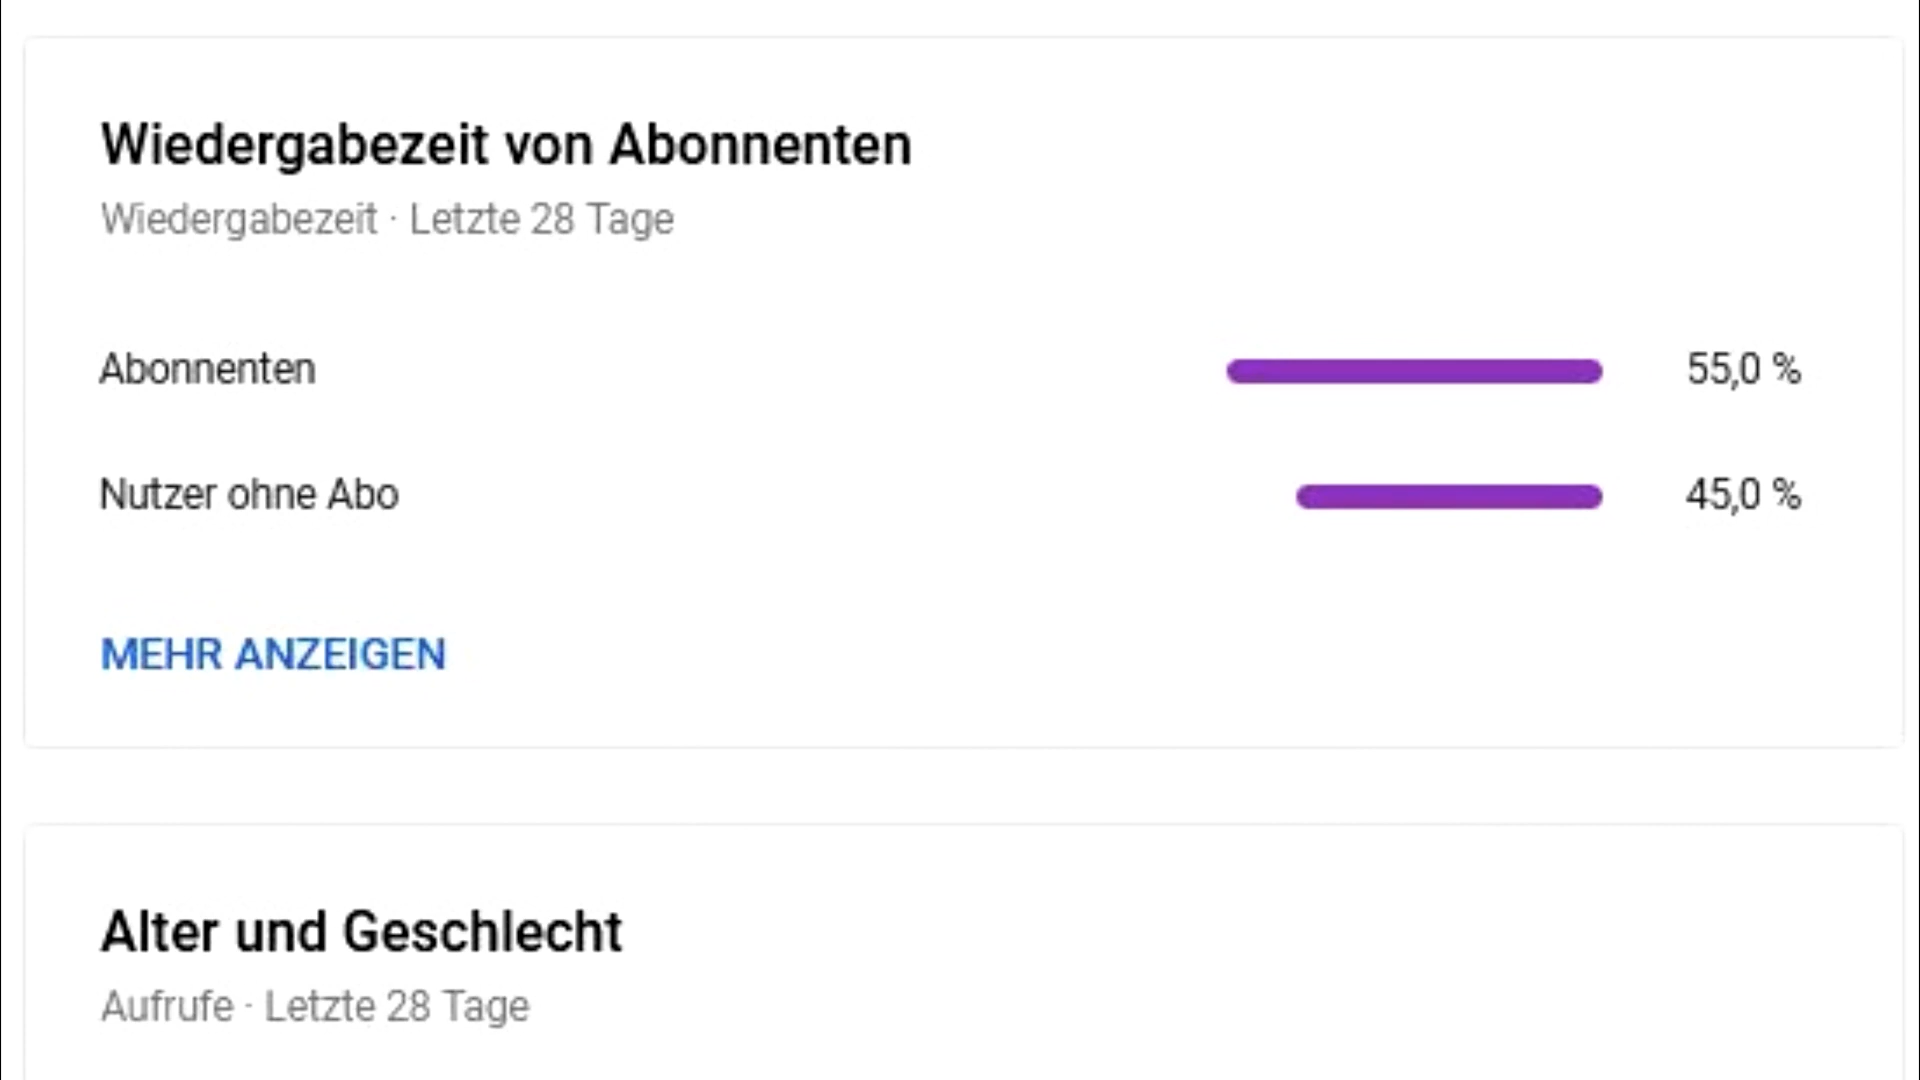 Wiedergabezeit von Abonnenten
Wiedergabezeit · Letzte 28 Tage
Abonnenten 55,0 %
Nutzer ohne Abo 45,0 %
MEHR ANZEIGEN
Alter und Geschlecht
Aufrufe · Letzte 28 Tage